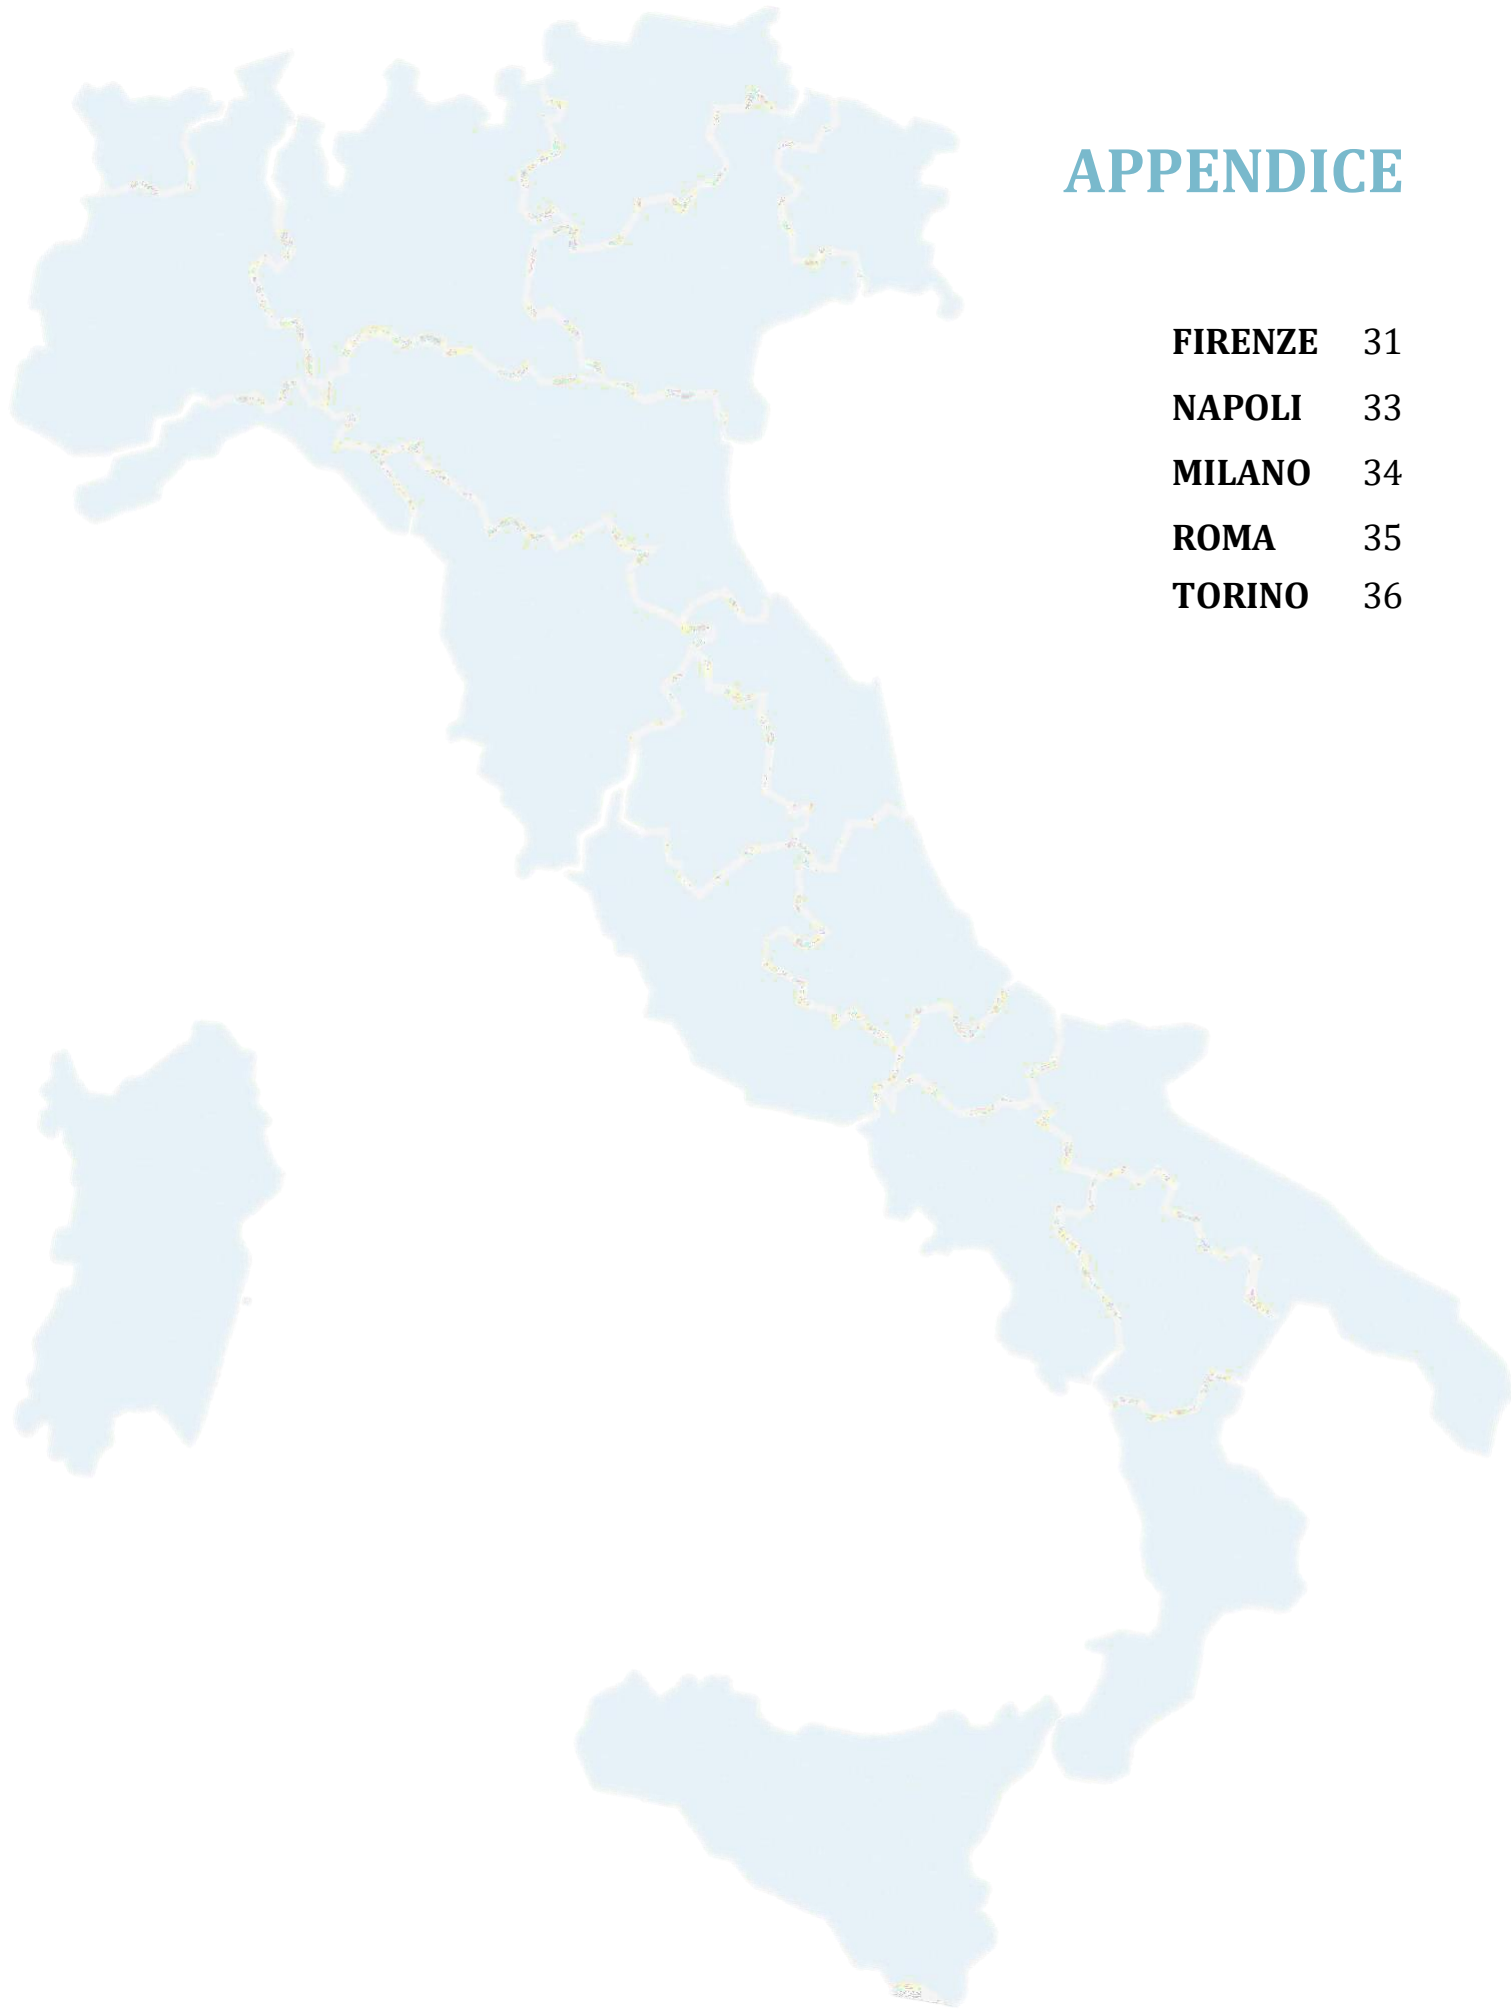 APPENDICE
FIRENZE 31
NAPOLI 33
MILANO 34
ROMA 35
TORINO 36